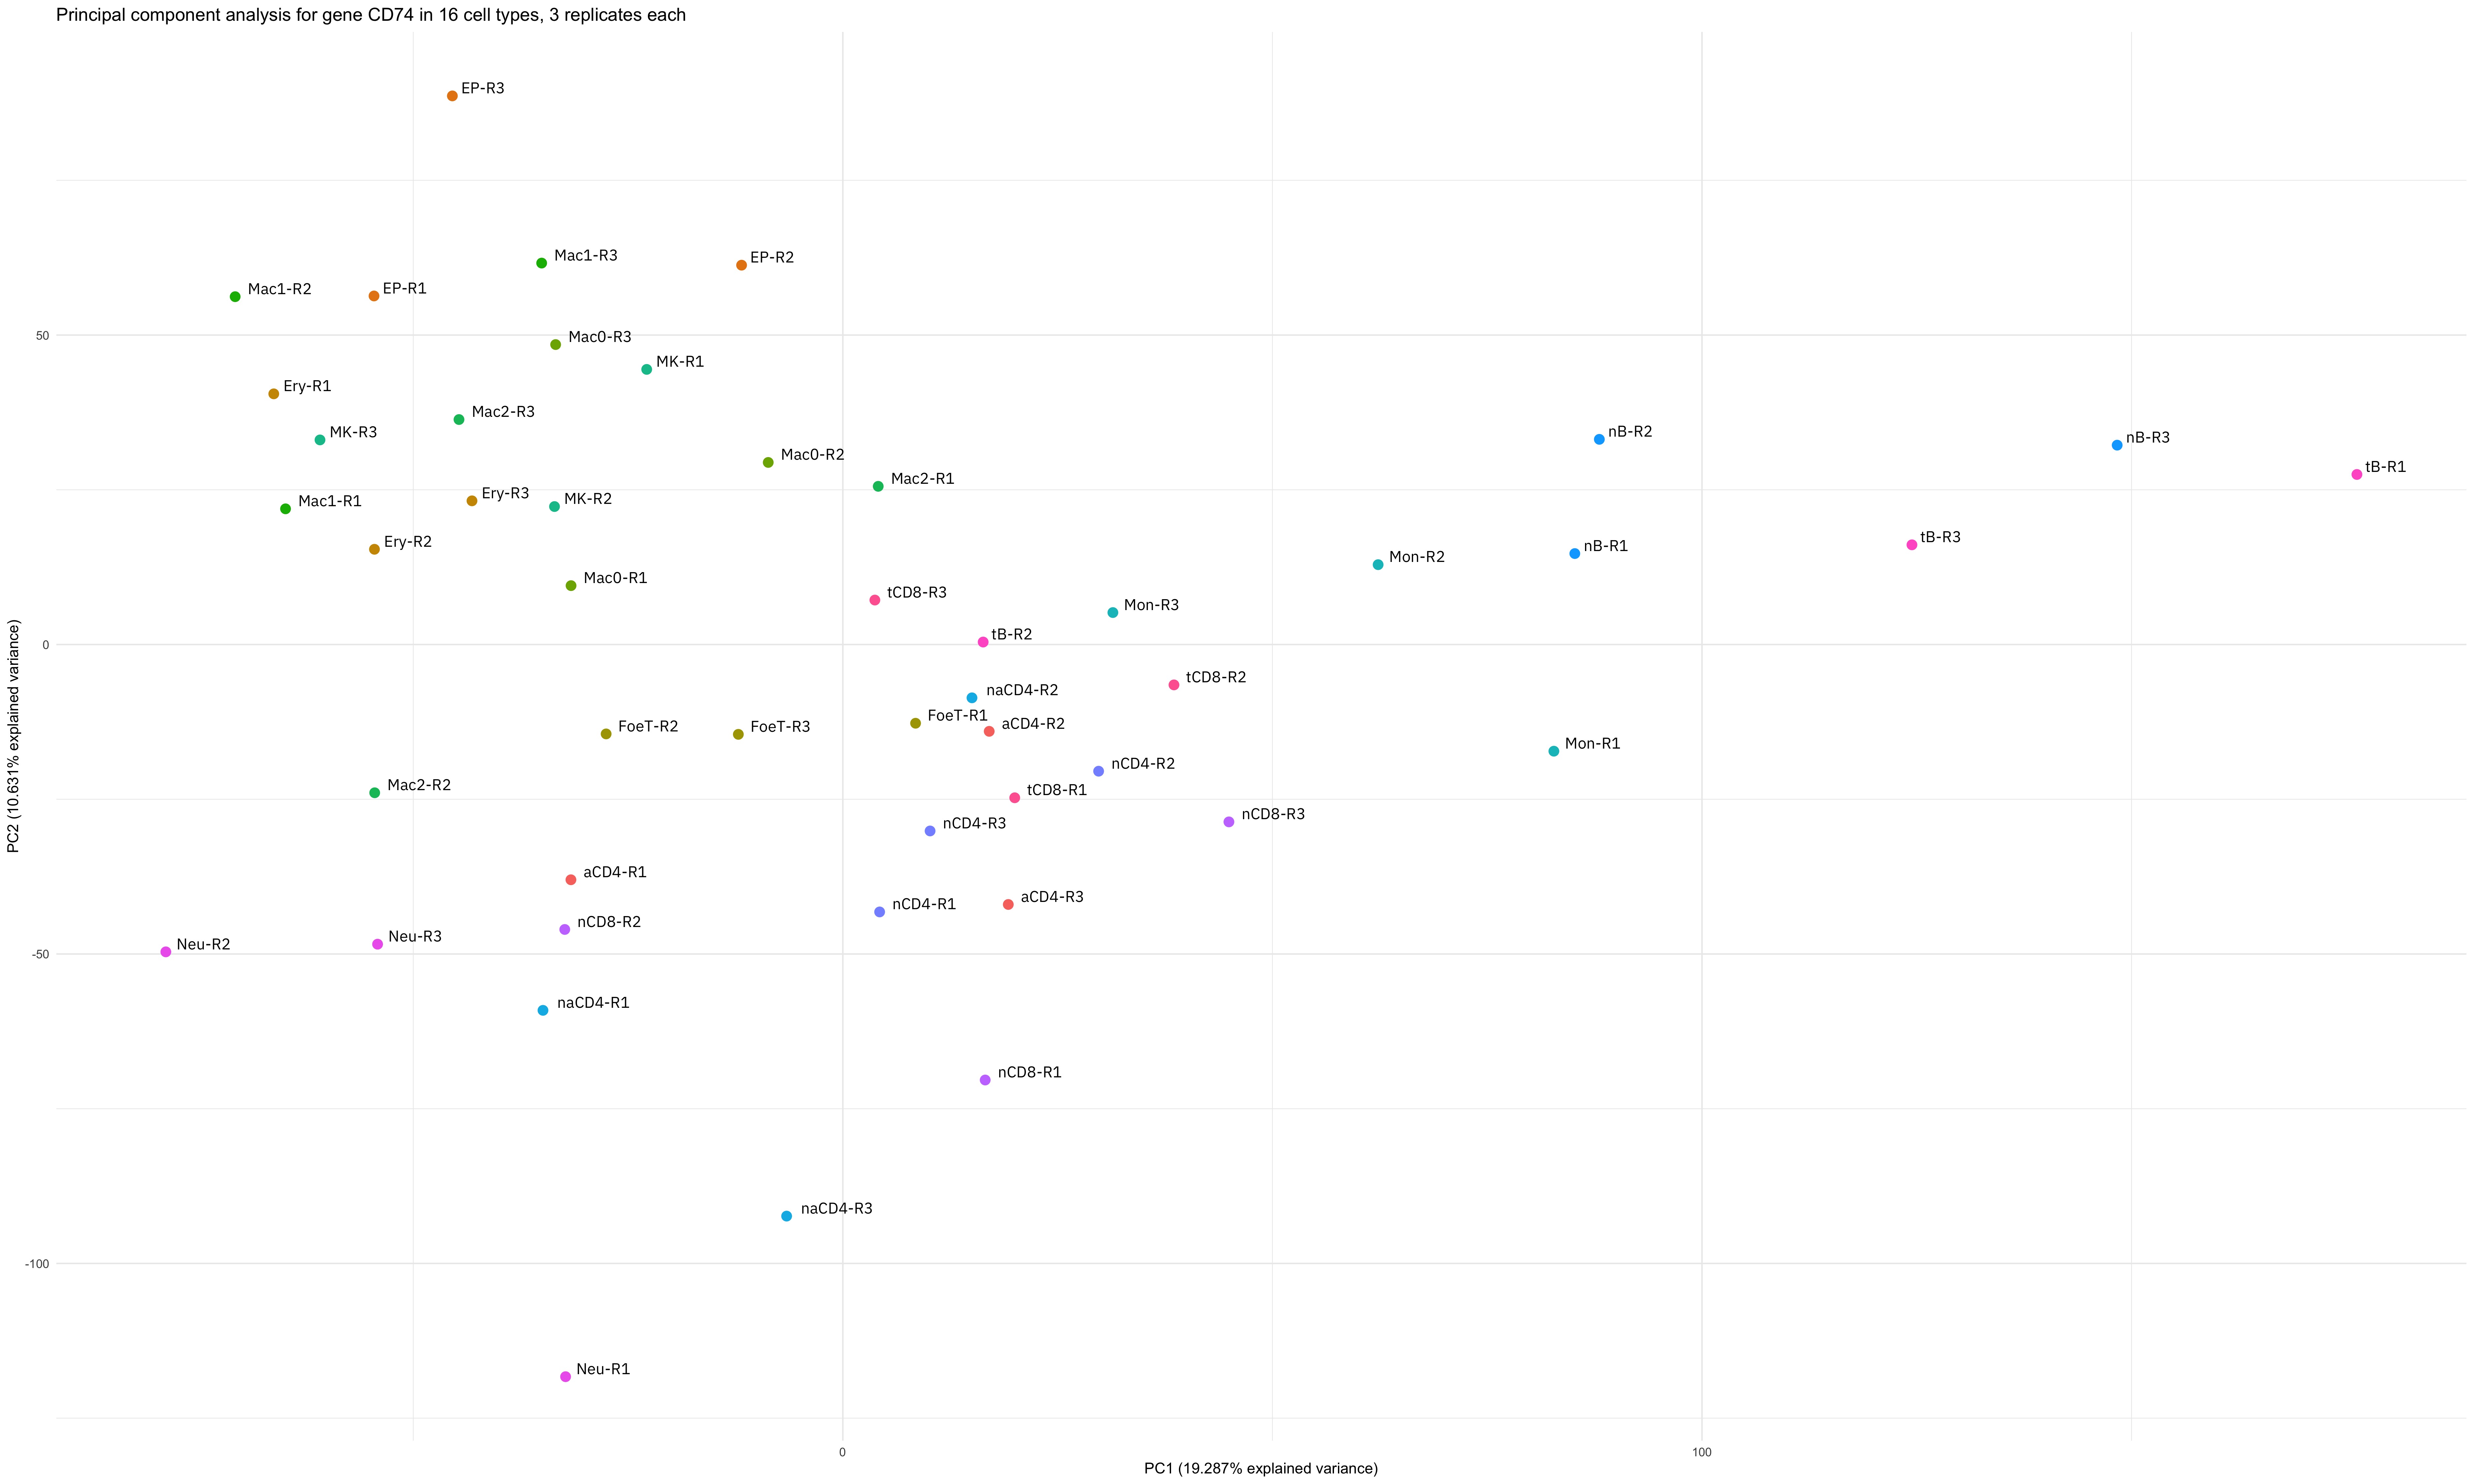 Principal component analysis for gene CD74 in 16 cell types, 3 replicates each
EP-R3
Mac1-R3
EP-R2
Mac1-R2
EP-R1
50
Mac0-R3
MK-R1
Ery-R1
Mac2-R3
MK-R3
nB-R2
nB-R3
Mac0-R2
tB-R1
Mac2-R1
Ery-R3
MK-R2
Mac1-R1
tB-R3
Ery-R2
nB-R1
Mon-R2
Mac0-R1
tCD8-R3
Mon-R3
tB-R2
0
tCD8-R2
naCD4-R2
FoeT-R1
aCD4-R2
FoeT-R2
FoeT-R3
Mon-R1
PC2 (10.631% explained variance)
nCD4-R2
Mac2-R2
tCD8-R1
nCD8-R3
nCD4-R3
aCD4-R1
aCD4-R3
nCD4-R1
nCD8-R2
Neu-R3
Neu-R2
-50
naCD4-R1
nCD8-R1
naCD4-R3
-100
Neu-R1
0
100
PC1 (19.287% explained variance)